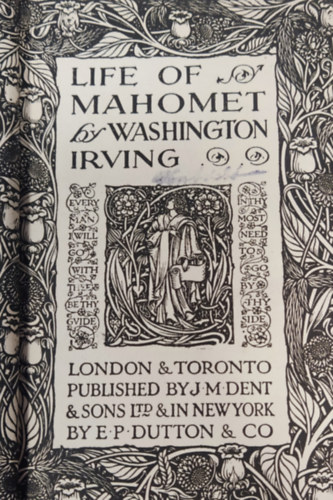 LIFE OF
MAHOMET
by WASHINGTON
IRVING
EVERY
MAN
I WILL
GO
WITH
THEE
BE THY
GUIDE
IN THY
MOST
NEED
TO
GO
BY
THY
SIDE
LONDON & TORONTO
PUBLISHED BY J·M·DENT
& SONS LTD & IN NEW YORK
BY E·P·DUTTON & CO